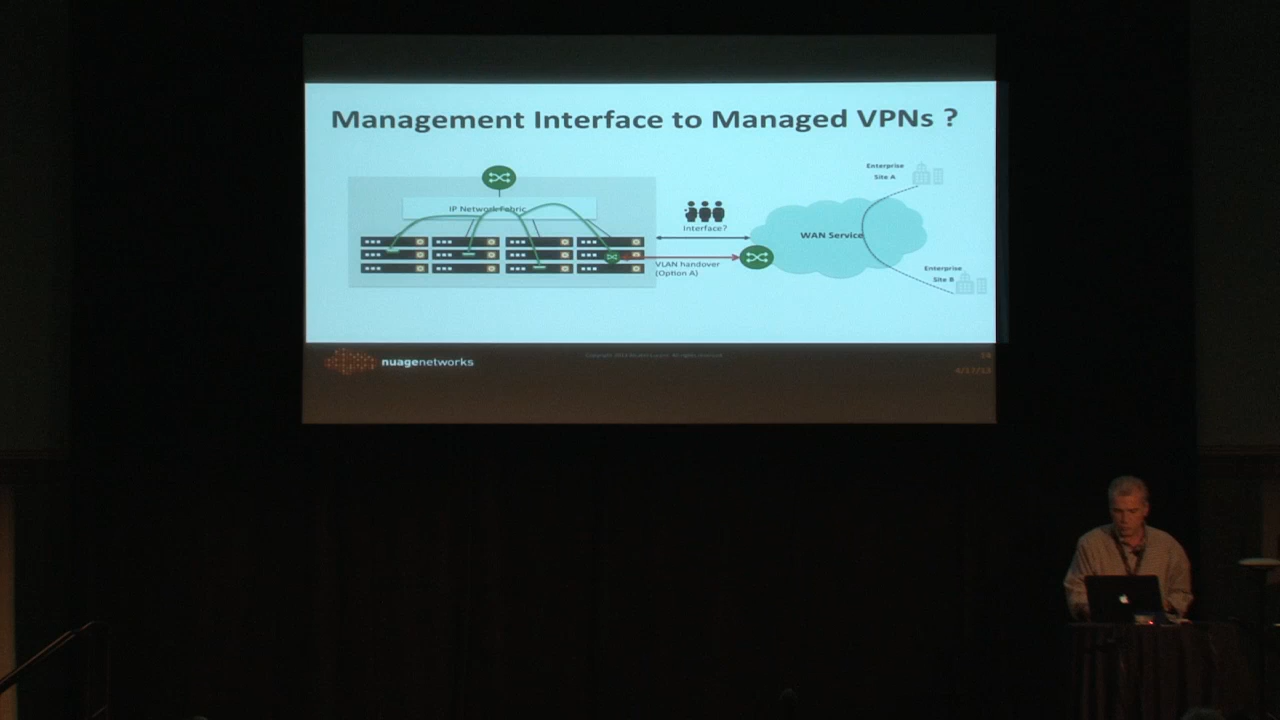 Management Interface to Managed VPNs ?
Enterprise
Site A
IP Network Fabric
Interface?
WAN Service
VLAN handover
(Option A)
Enterprise
Site B
nuagenetworks